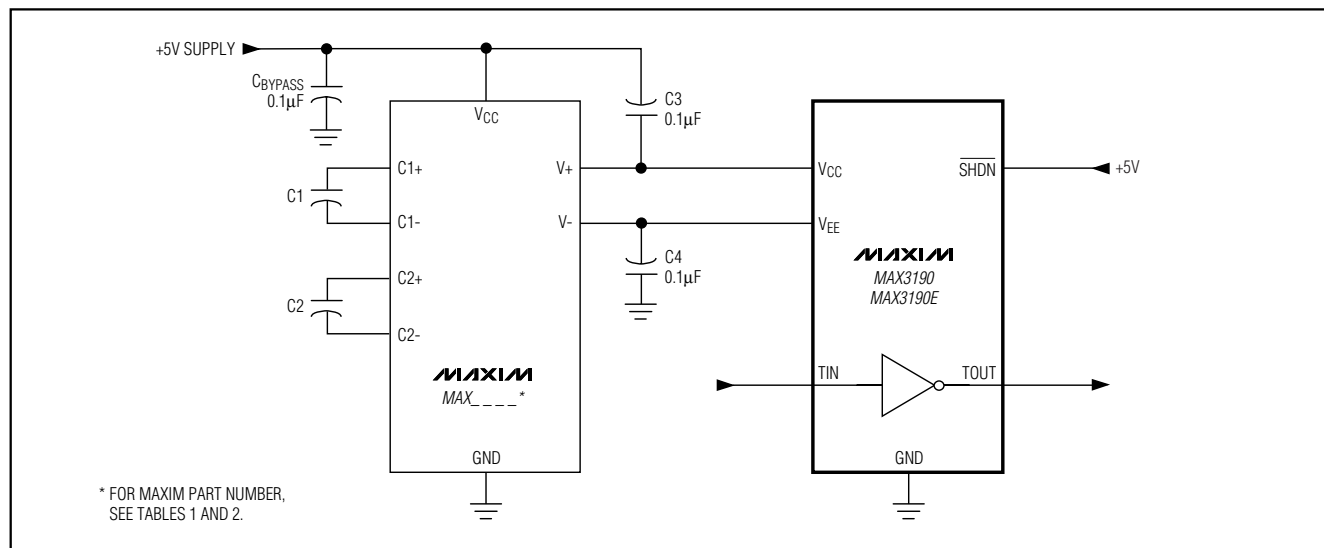 +5V SUPPLY
CBYPASS
0.1µF
C3
0.1µF
VCC
C1+
C1
C1-
C2+
C2
C2-
V+
V-
C4
0.1µF
MAXIM
MAX_ _ _ _*
GND
VCC
SHDN
+5V
VEE
MAXIM
MAX3190
MAX3190E
TIN
TOUT
GND
* FOR MAXIM PART NUMBER,
SEE TABLES 1 AND 2.